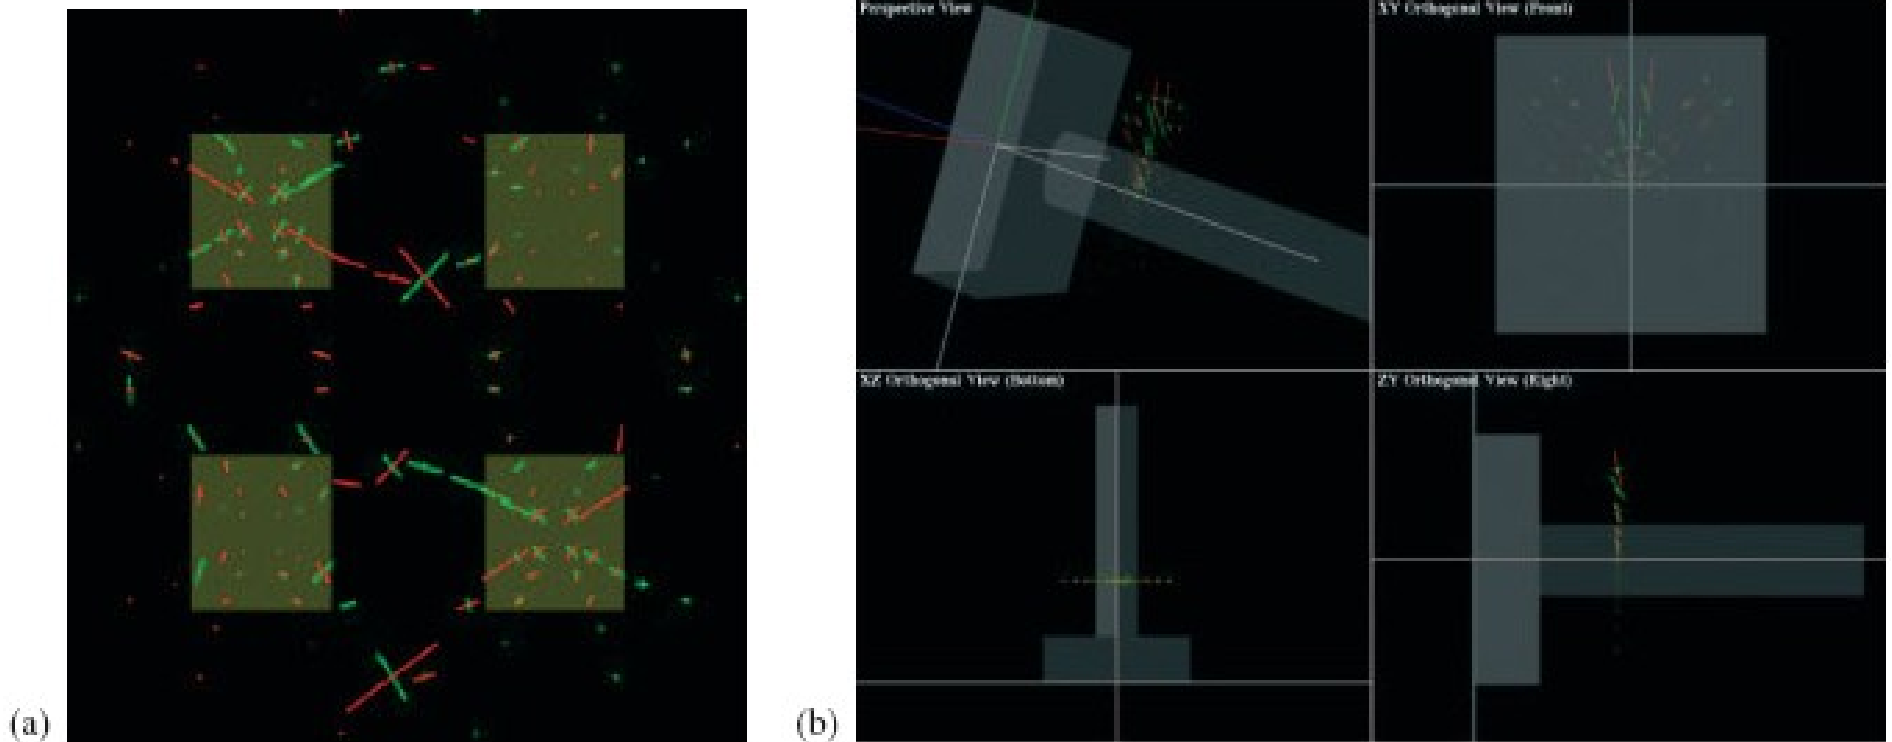 Perspective View
XY Orthogonal View (Front)
XZ Orthogonal View (Bottom)
ZY Orthogonal View (Right)
(a)
(b)